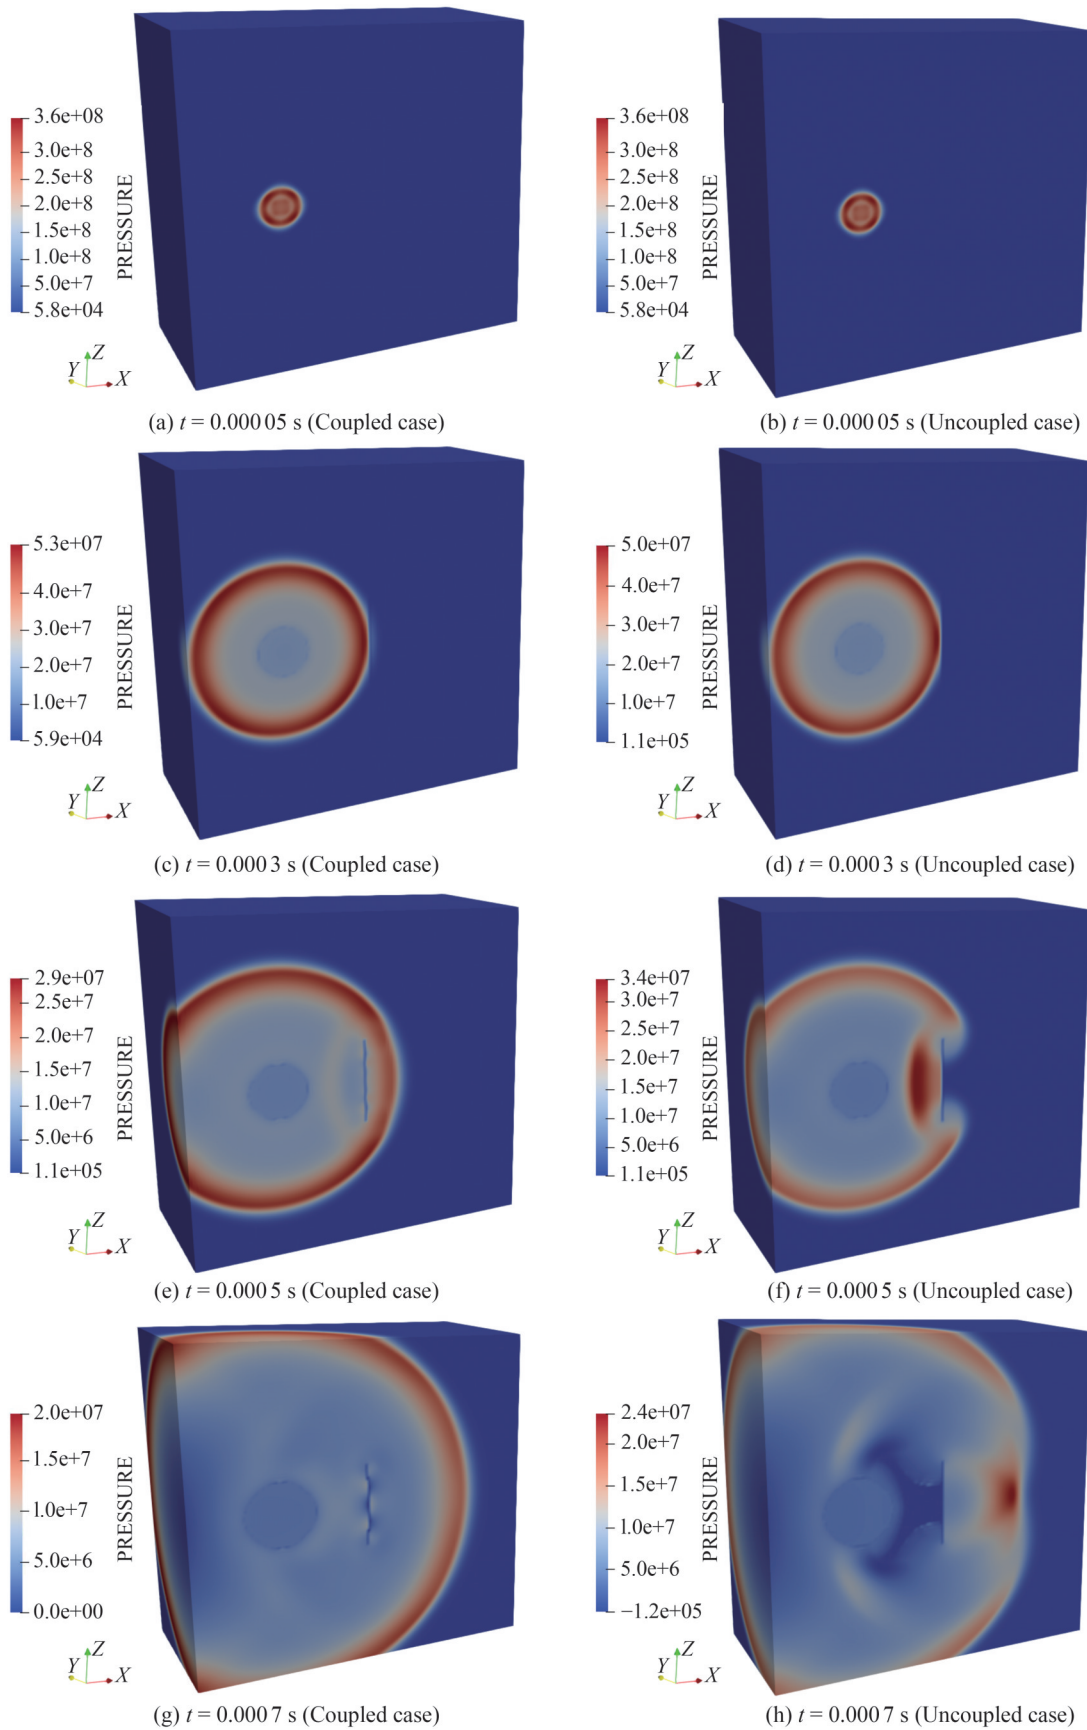 3.6e+08
3.0e+8
2.5e+8
2.0e+8
1.5e+8
1.0e+8
5.0e+7
5.8e+04
PRESSURE
Y Z X
(a) t = 0.000 05 s (Coupled case)
3.6e+08
3.0e+8
2.5e+8
2.0e+8
1.5e+8
1.0e+8
5.0e+7
5.8e+04
PRESSURE
Y Z X
(b) t = 0.000 05 s (Uncoupled case)
5.3e+07
4.0e+7
3.0e+7
2.0e+7
1.0e+7
5.9e+04
PRESSURE
Y Z X
(c) t = 0.000 3 s (Coupled case)
5.0e+07
4.0e+7
3.0e+7
2.0e+7
1.0e+7
1.1e+05
PRESSURE
Y Z X
(d) t = 0.000 3 s (Uncoupled case)
2.9e+07
2.5e+7
2.0e+7
1.5e+7
1.0e+7
5.0e+6
1.1e+05
PRESSURE
Y Z X
(e) t = 0.000 5 s (Coupled case)
3.4e+07
3.0e+7
2.5e+7
2.0e+7
1.5e+7
1.0e+7
5.0e+6
1.1e+05
PRESSURE
Y Z X
(f) t = 0.000 5 s (Uncoupled case)
2.0e+07
1.5e+7
1.0e+7
5.0e+6
0.0e+00
PRESSURE
Y Z X
(g) t = 0.000 7 s (Coupled case)
2.4e+07
2.0e+7
1.5e+7
1.0e+7
5.0e+6
−1.2e+05
PRESSURE
Y Z X
(h) t = 0.000 7 s (Uncoupled case)